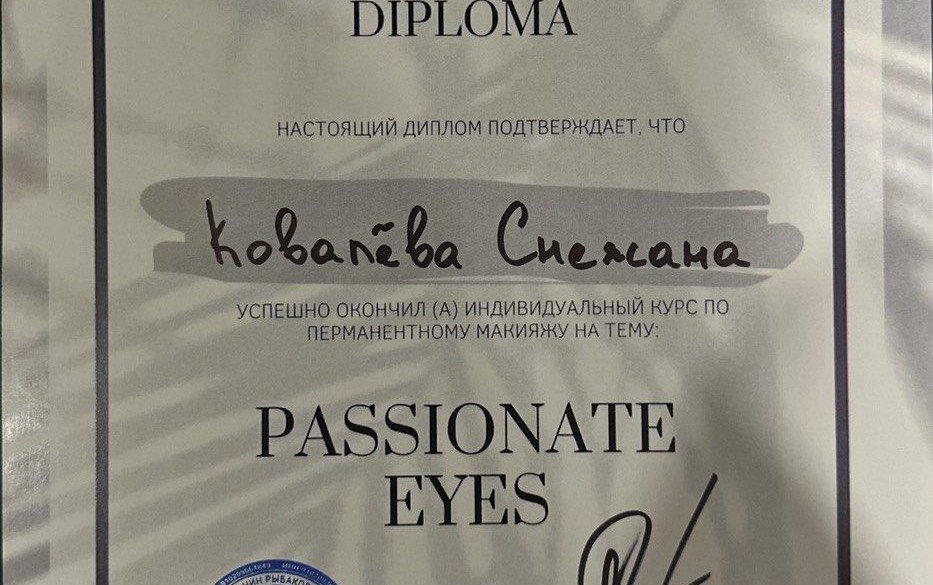 DIPLOMA
НАСТОЯЩИЙ ДИПЛОМ ПОДТВЕРЖДАЕТ, ЧТО
Ковалёва Снежана
УСПЕШНО ОКОНЧИЛ (А) ИНДИВИДУАЛЬНЫЙ КУРС ПО
ПЕРМАНЕНТНОМУ МАКИЯЖУ НА ТЕМУ:
PASSIONATE
EYES